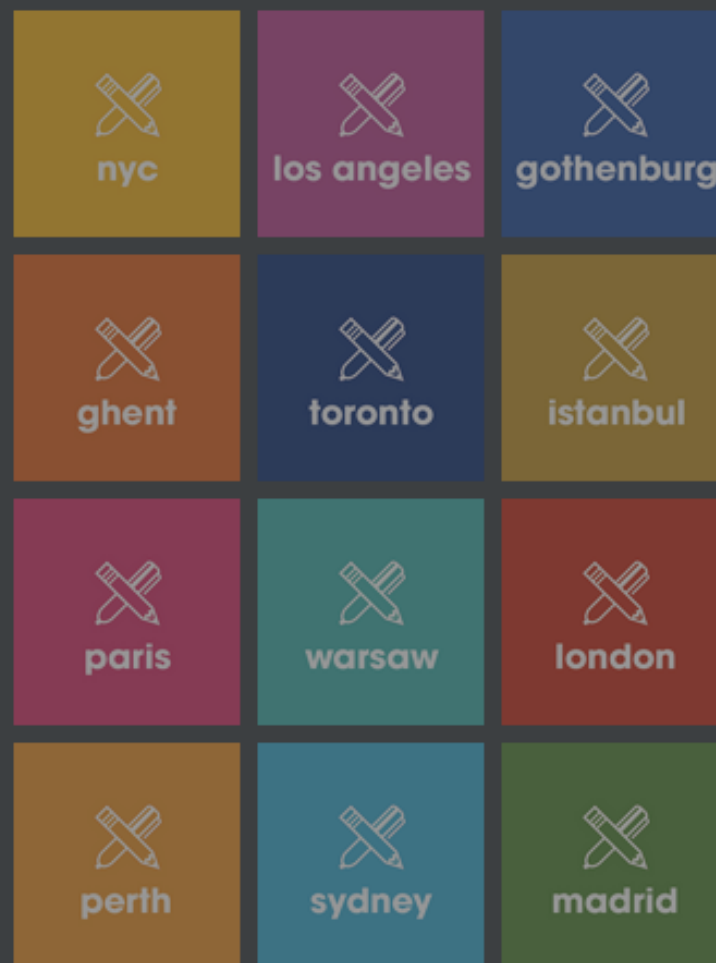 nyc
los angeles
gothenburg
ghent
toronto
istanbul
paris
warsaw
london
perth
sydney
madrid